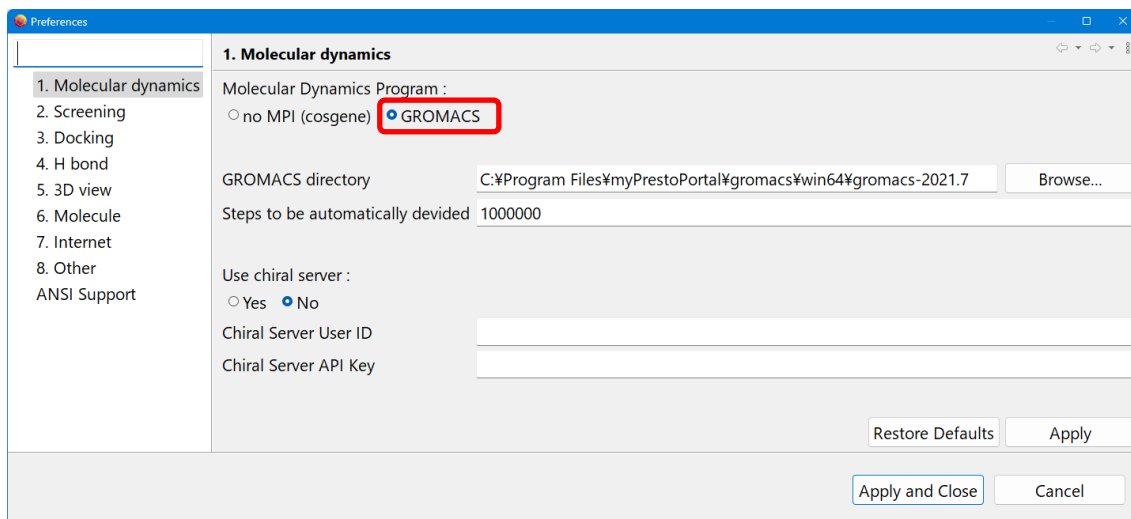 Preferences
1. Molecular dynamics
1. Molecular dynamics
2. Screening
3. Docking
4. H bond
5. 3D view
6. Molecule
7. Internet
8. Other
ANSI Support
Molecular Dynamics Program :
no MPI (cosgene) GROMACS
GROMACS directory C:¥Program Files¥myPrestoPortal¥gromacs¥win64¥gromacs-2021.7 Browse...
Steps to be automatically devided 1000000
Use chiral server :
Yes No
Chiral Server User ID
Chiral Server API Key
Restore Defaults Apply
Apply and Close Cancel